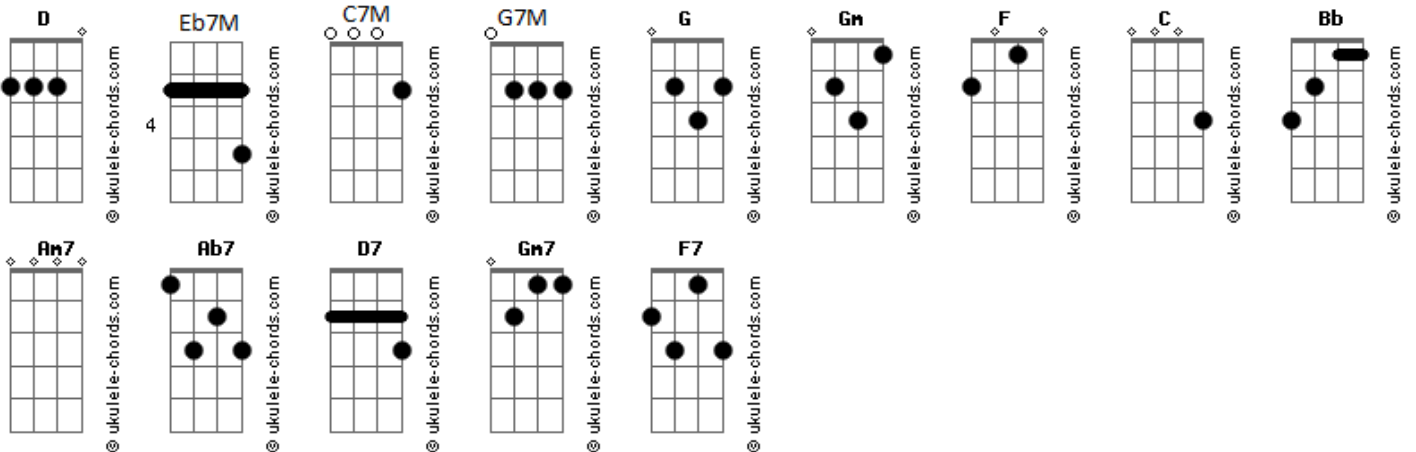 D Eb7M C7M G7M G Gm F C Bb
4
© ukulele-chords.com © ukulele-chords.com © ukulele-chords.com © ukulele-chords.com © ukulele-chords.com © ukulele-chords.com © ukulele-chords.com © ukulele-chords.com © ukulele-chords.com
Am7 Ab7 D7 Gm7 F7
© ukulele-chords.com © ukulele-chords.com © ukulele-chords.com © ukulele-chords.com © ukulele-chords.com